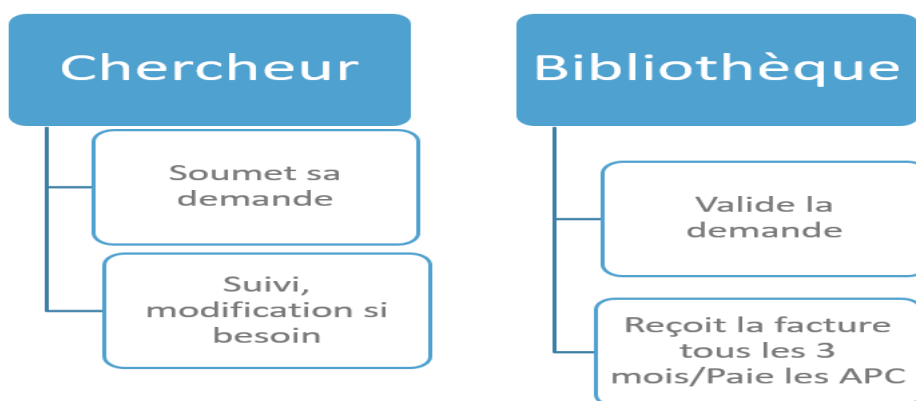 Chercheur
Soumet sa
demande
Suivi,
modification si
besoin
Bibliothèque
Valide la
demande
Reçoit la facture
tous les 3
mois/Paie les APC